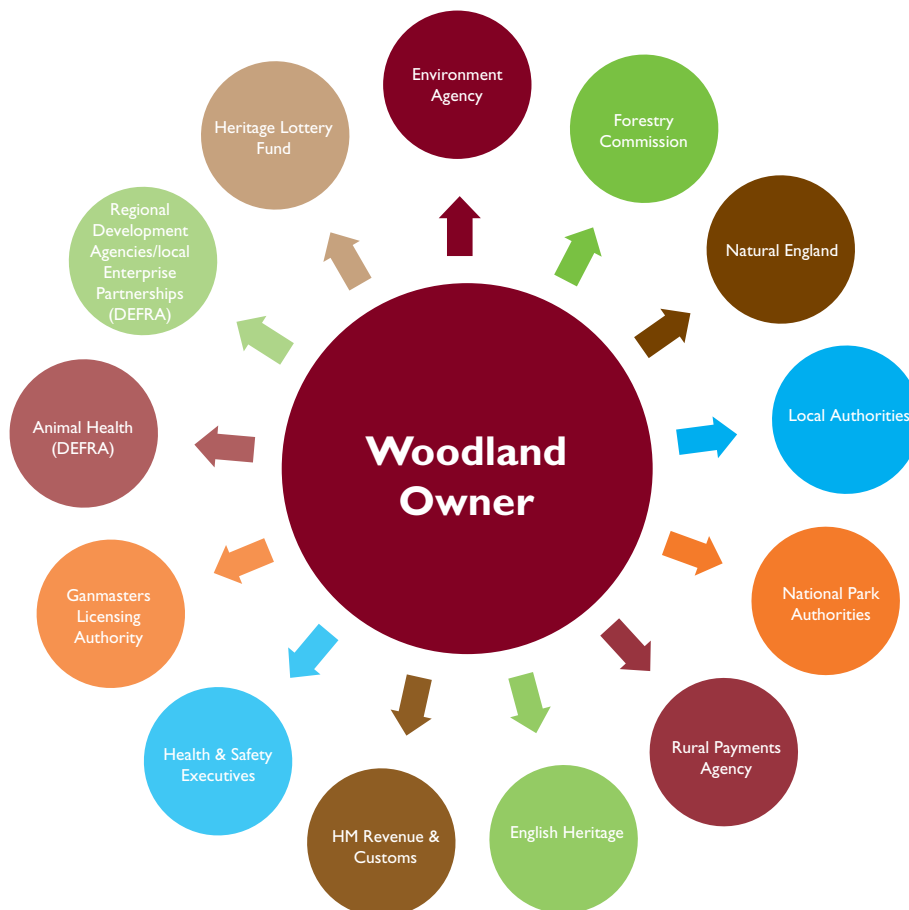 Environment
Agency
Forestry
Commission
Natural England
Local Authorities
National Park
Authorities
Rural Payments
Agency
English Heritage
HM Revenue &
Customs
Health & Safety
Executives
Ganmasters
Licensing
Authority
Animal Health
(DEFRA)
Regional
Development
Agencies/local
Enterprise
Partnerships
(DEFRA)
Heritage Lottery
Fund
Woodland
Owner